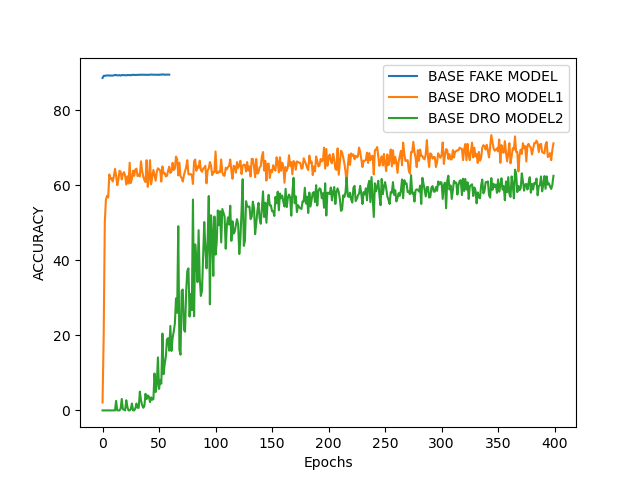 BASE FAKE MODEL
BASE DRO MODEL1
BASE DRO MODEL2
ACCURACY
80
60
40
20
0
0 50 100 150 200 250 300 350 400
Epochs